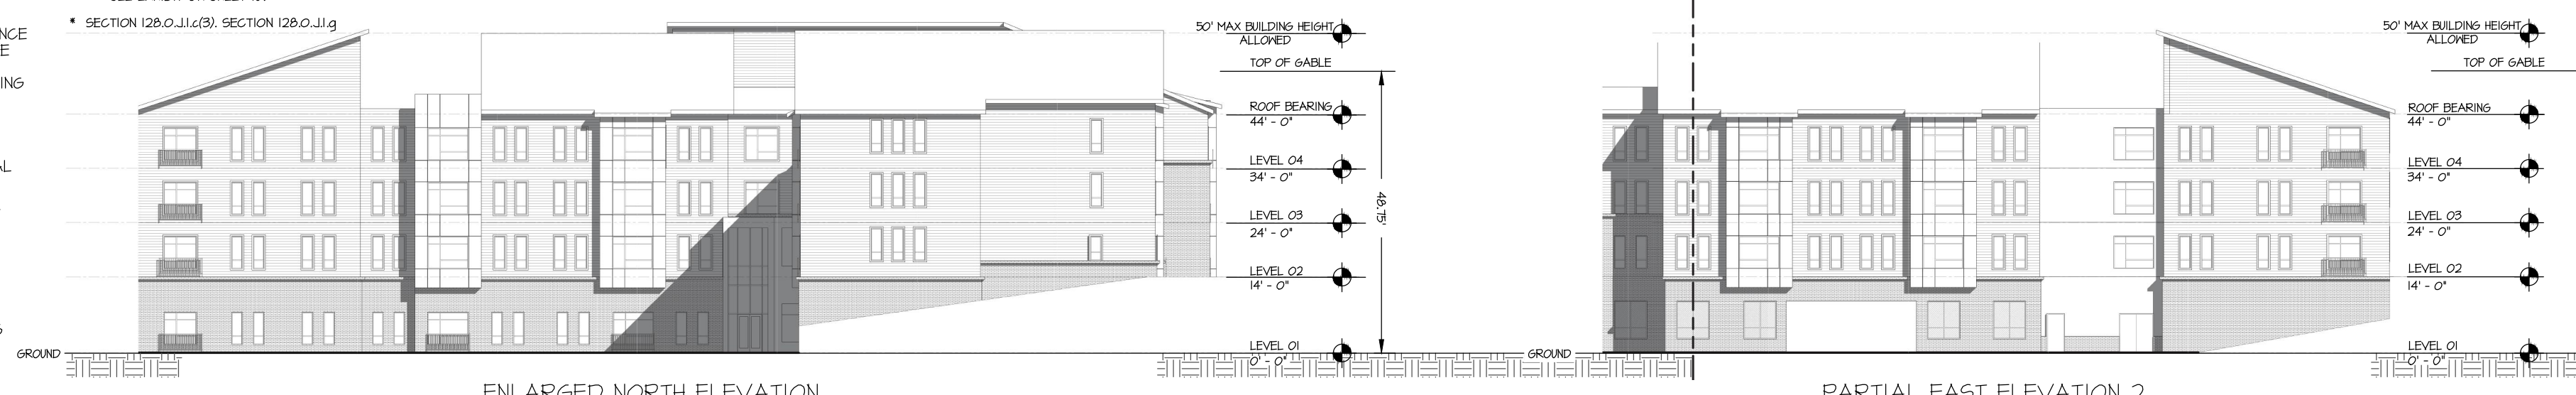 * SECTION 128.O.J.1.c(3). SECTION 128.O.J.1.g
NCE
E
ING
AL
GROUND
50' MAX BUILDING HEIGHT
ALLOWED
TOP OF GABLE
ROOF BEARING
44' - 0"
LEVEL 04
34' - 0"
LEVEL 03
24' - 0"
LEVEL 02
14' - 0"
LEVEL 01
0' - 0"
48.75'
ENLARGED NORTH ELEVATION
GROUND
50' MAX BUILDING HEIGHT
ALLOWED
TOP OF GABLE
ROOF BEARING
44' - 0"
LEVEL 04
34' - 0"
LEVEL 03
24' - 0"
LEVEL 02
14' - 0"
LEVEL 01
0' - 0"
PARTIAL EAST ELEVATION 2